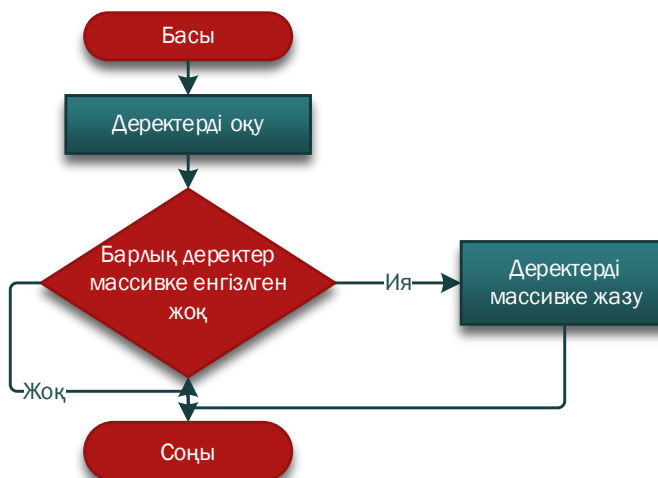 Басы
Деректерді оқу
Барлық деректер
массивке енгізлген
жоқ
Ия
Деректерді
массивке жазу
Жоқ
Соңы